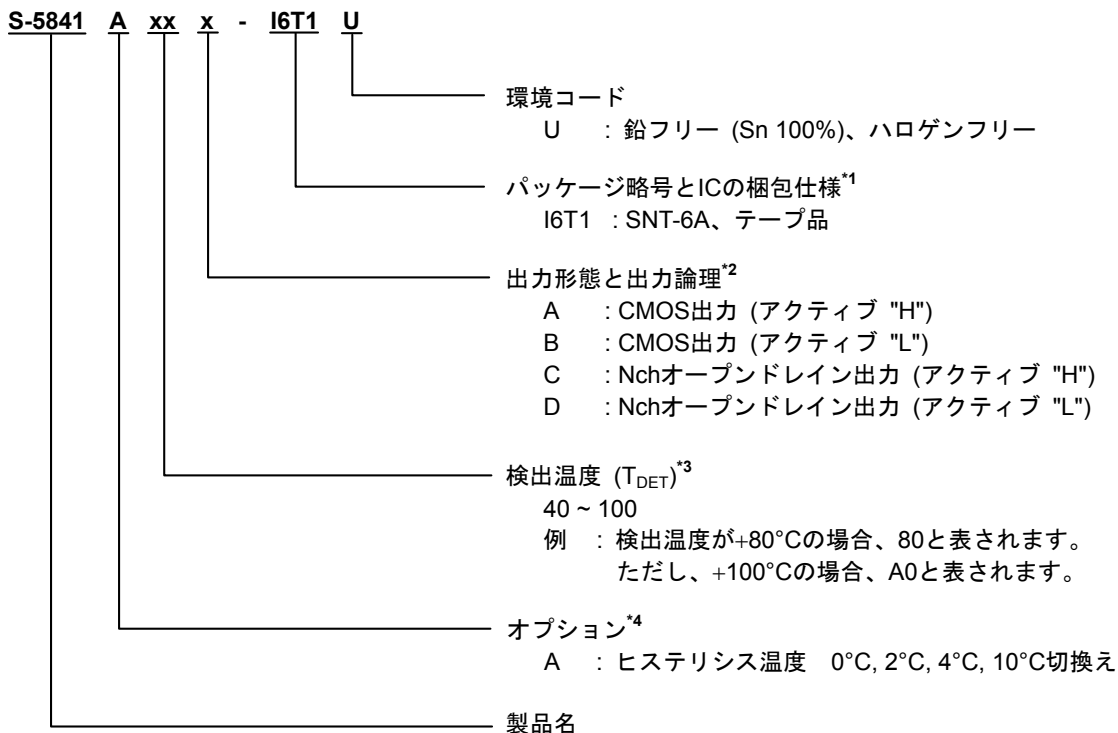 S-5841 A xx x - I6T1 U
環境コード
U : 鉛フリー (Sn 100%)、ハロゲンフリー
パッケージ略号とICの梱包仕様*1
I6T1 : SNT-6A、テープ品
出力形態と出力論理*2
A : CMOS出力 (アクティブ "H")
B : CMOS出力 (アクティブ "L")
C : Nchオープンドレイン出力 (アクティブ "H")
D : Nchオープンドレイン出力 (アクティブ "L")
検出温度 (TDET)*3
40 ~ 100
例 : 検出温度が+80°Cの場合、80と表されます。
ただし、+100°Cの場合、A0と表されます。
オプション*4
A : ヒステリシス温度 0°C, 2°C, 4°C, 10°C切換え
製品名